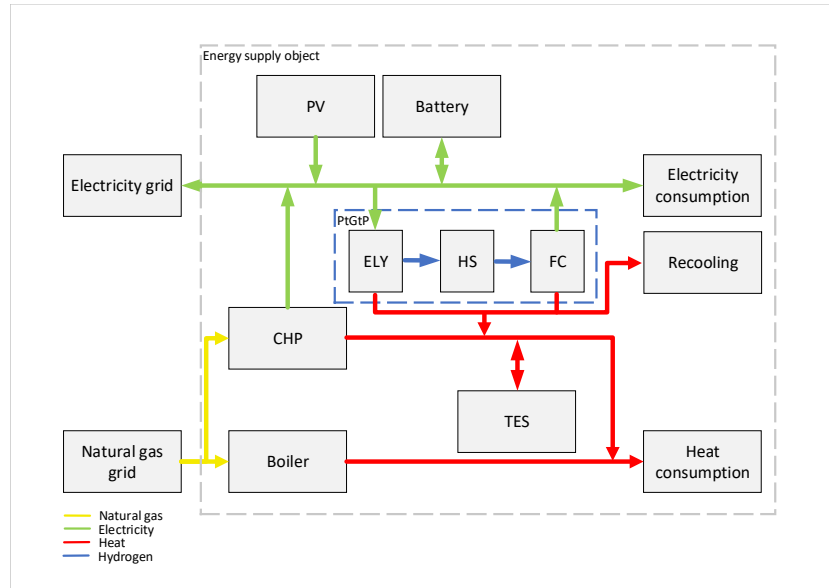 Energy supply object
PV
Battery
Electricity grid
Electricity
consumption
PtGtP
ELY
HS
FC
Recooling
CHP
TES
Natural gas
grid
Boiler
Heat
consumption
Natural gas
Electricity
Heat
Hydrogen